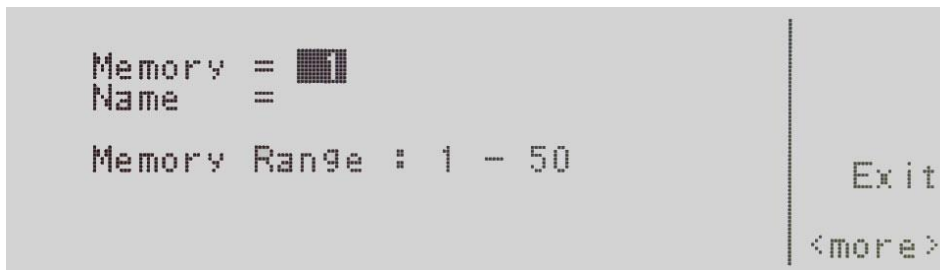 Memory = 1
Name =
Memory Range : 1 - 50
Exit
<more>